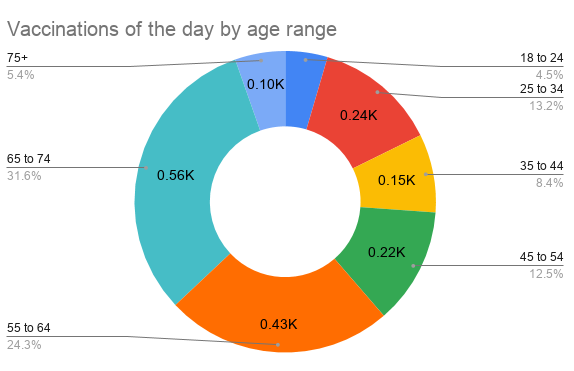 Vaccinations of the day by age range
75+
5.4%
18 to 24
4.5%
25 to 34
13.2%
0.10K
0.24K
65 to 74
31.6%
0.56K
35 to 44
8.4%
0.15K
0.22K
45 to 54
12.5%
0.43K
55 to 64
24.3%